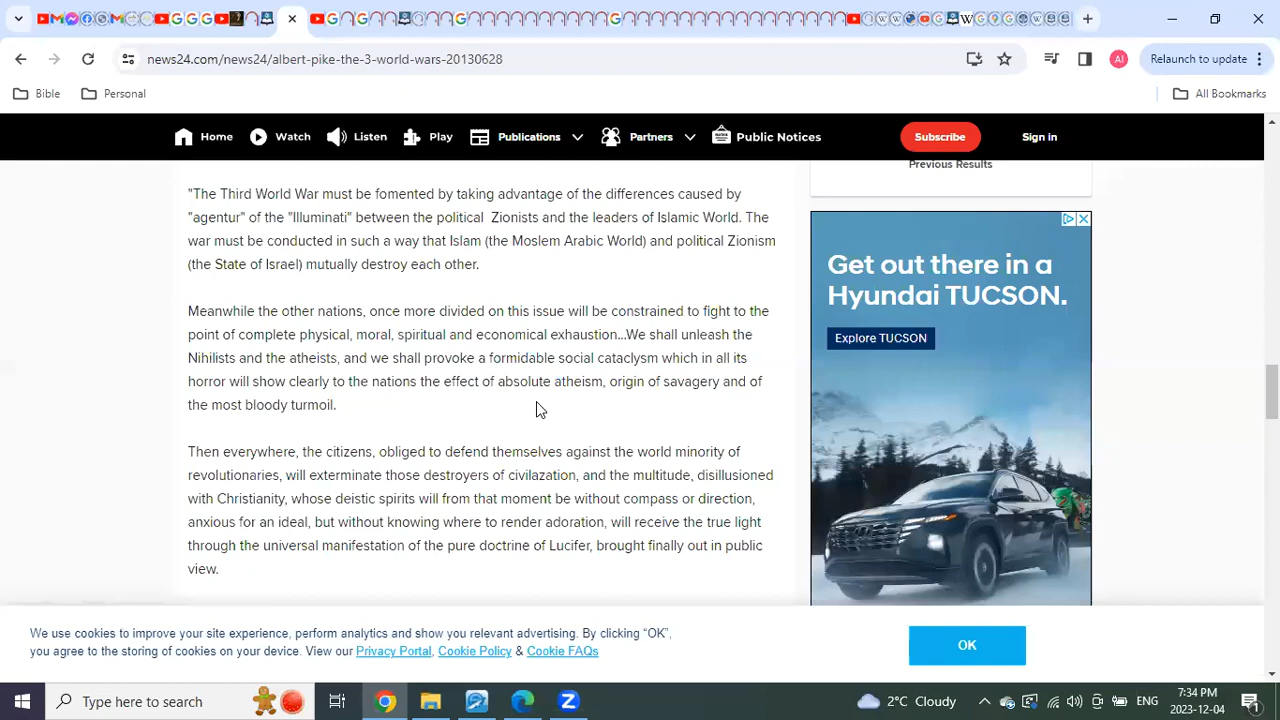 news24.com/news24/albert-pike-the-3-world-wars-20130628
AI
Relaunch to update
Bible
Personal
All Bookmarks
Home
Watch
Listen
Play
Publications
Partners
Public Notices
Subscribe
Sign in
Previous Results
"The Third World War must be fomented by taking advantage of the differences caused by
"agentur" of the "Illuminati" between the political Zionists and the leaders of Islamic World. The
war must be conducted in such a way that Islam (the Moslem Arabic World) and political Zionism
(the State of Israel) mutually destroy each other.
Meanwhile the other nations, once more divided on this issue will be constrained to fight to the
point of complete physical, moral, spiritual and economical exhaustion...We shall unleash the
Nihilists and the atheists, and we shall provoke a formidable social cataclysm which in all its
horror will show clearly to the nations the effect of absolute atheism, origin of savagery and of
the most bloody turmoil.
Then everywhere, the citizens, obliged to defend themselves against the world minority of
revolutionaries, will exterminate those destroyers of civilazation, and the multitude, disillusioned
with Christianity, whose deistic spirits will from that moment be without compass or direction,
anxious for an ideal, but without knowing where to render adoration, will receive the true light
through the universal manifestation of the pure doctrine of Lucifer, brought finally out in public
view.
Get out there in a
Hyundai TUCSON.
Explore TUCSON
We use cookies to improve your site experience, perform analytics and show you relevant advertising. By clicking "OK",
you agree to the storing of cookies on your device. View our Privacy Portal, Cookie Policy & Cookie FAQs
OK
Type here to search
2°C Cloudy
ENG
7:34 PM
2023-12-04